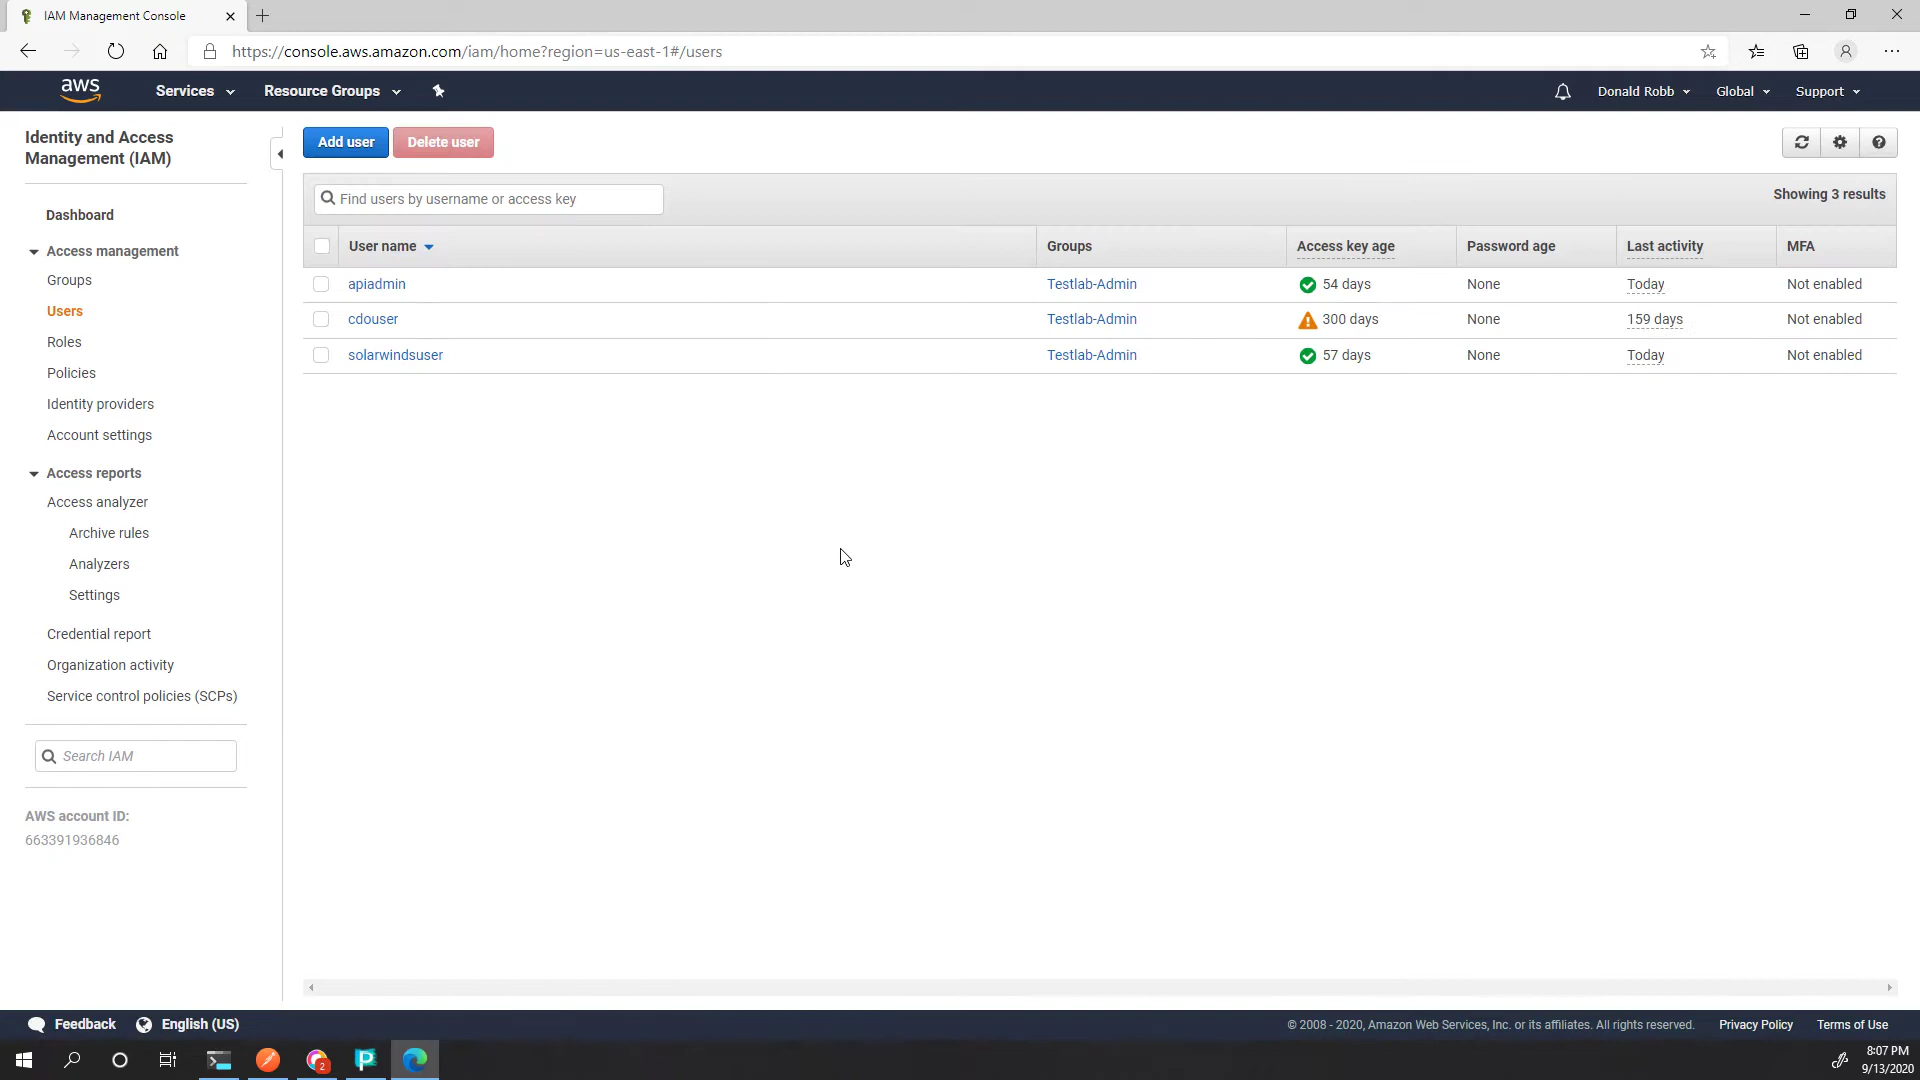 IAM Management Console
https://console.aws.amazon.com/iam/home?region=us-east-1#/users
aws
Services
Resource Groups
Donald Robb
Global
Support
Identity and Access
Management (IAM)
Dashboard
Access management
Groups
Users
Roles
Policies
Identity providers
Account settings
Access reports
Access analyzer
Archive rules
Analyzers
Settings
Credential report
Organization activity
Service control policies (SCPs)
Search IAM
AWS account ID:
663391936846
Add user
Delete user
Find users by username or access key
Showing 3 results
User name Groups Access key age Password age Last activity MFA
apiadmin Testlab-Admin 54 days None Today Not enabled
cdouser Testlab-Admin 300 days None 159 days Not enabled
solarwindsuser Testlab-Admin 57 days None Today Not enabled
Feedback
English (US)
© 2008 - 2020, Amazon Web Services, Inc. or its affiliates. All rights reserved.
Privacy Policy
Terms of Use
2
8:07 PM
9/13/2020